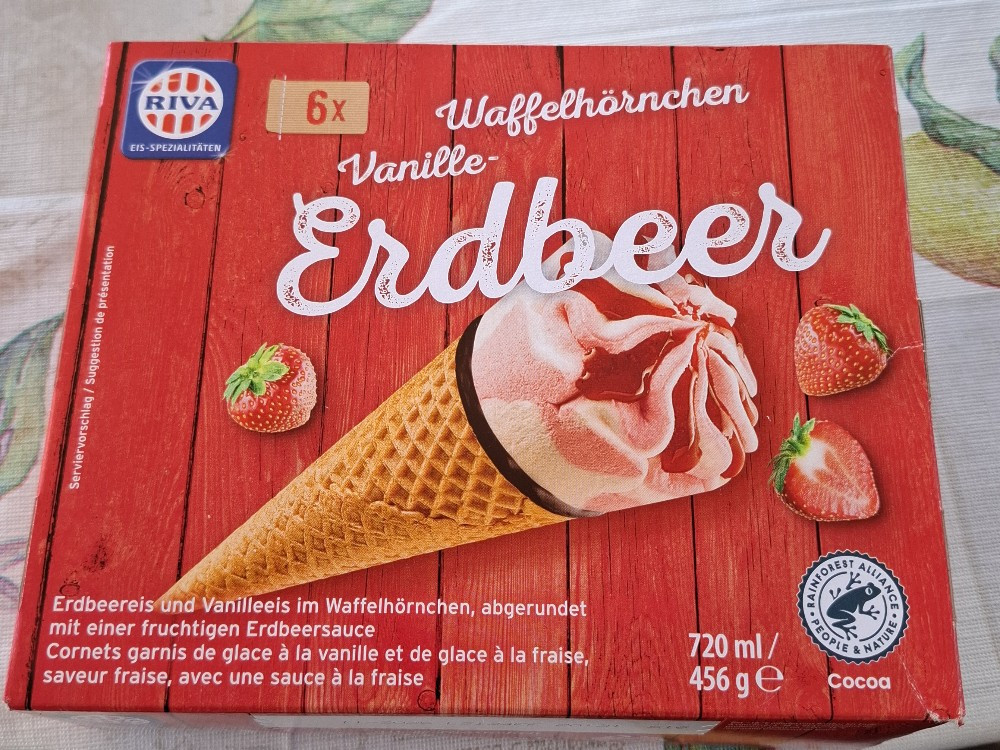 RIVA
EIS-SPEZIALITÄTEN
6x
Waffelhörnchen
Vanille-
Erdbeer
Serviervorschlag / Suggestion de présentation
Erdbeereis und Vanilleeis im Waffelhörnchen, abgerundet
mit einer fruchtigen Erdbeersauce
Cornets garnis de glace à la vanille et de glace à la fraise,
saveur fraise, avec une sauce à la fraise
720 ml /
456 g ℮
RAINFOREST ALLIANCE
PEOPLE & NATURE
Cocoa